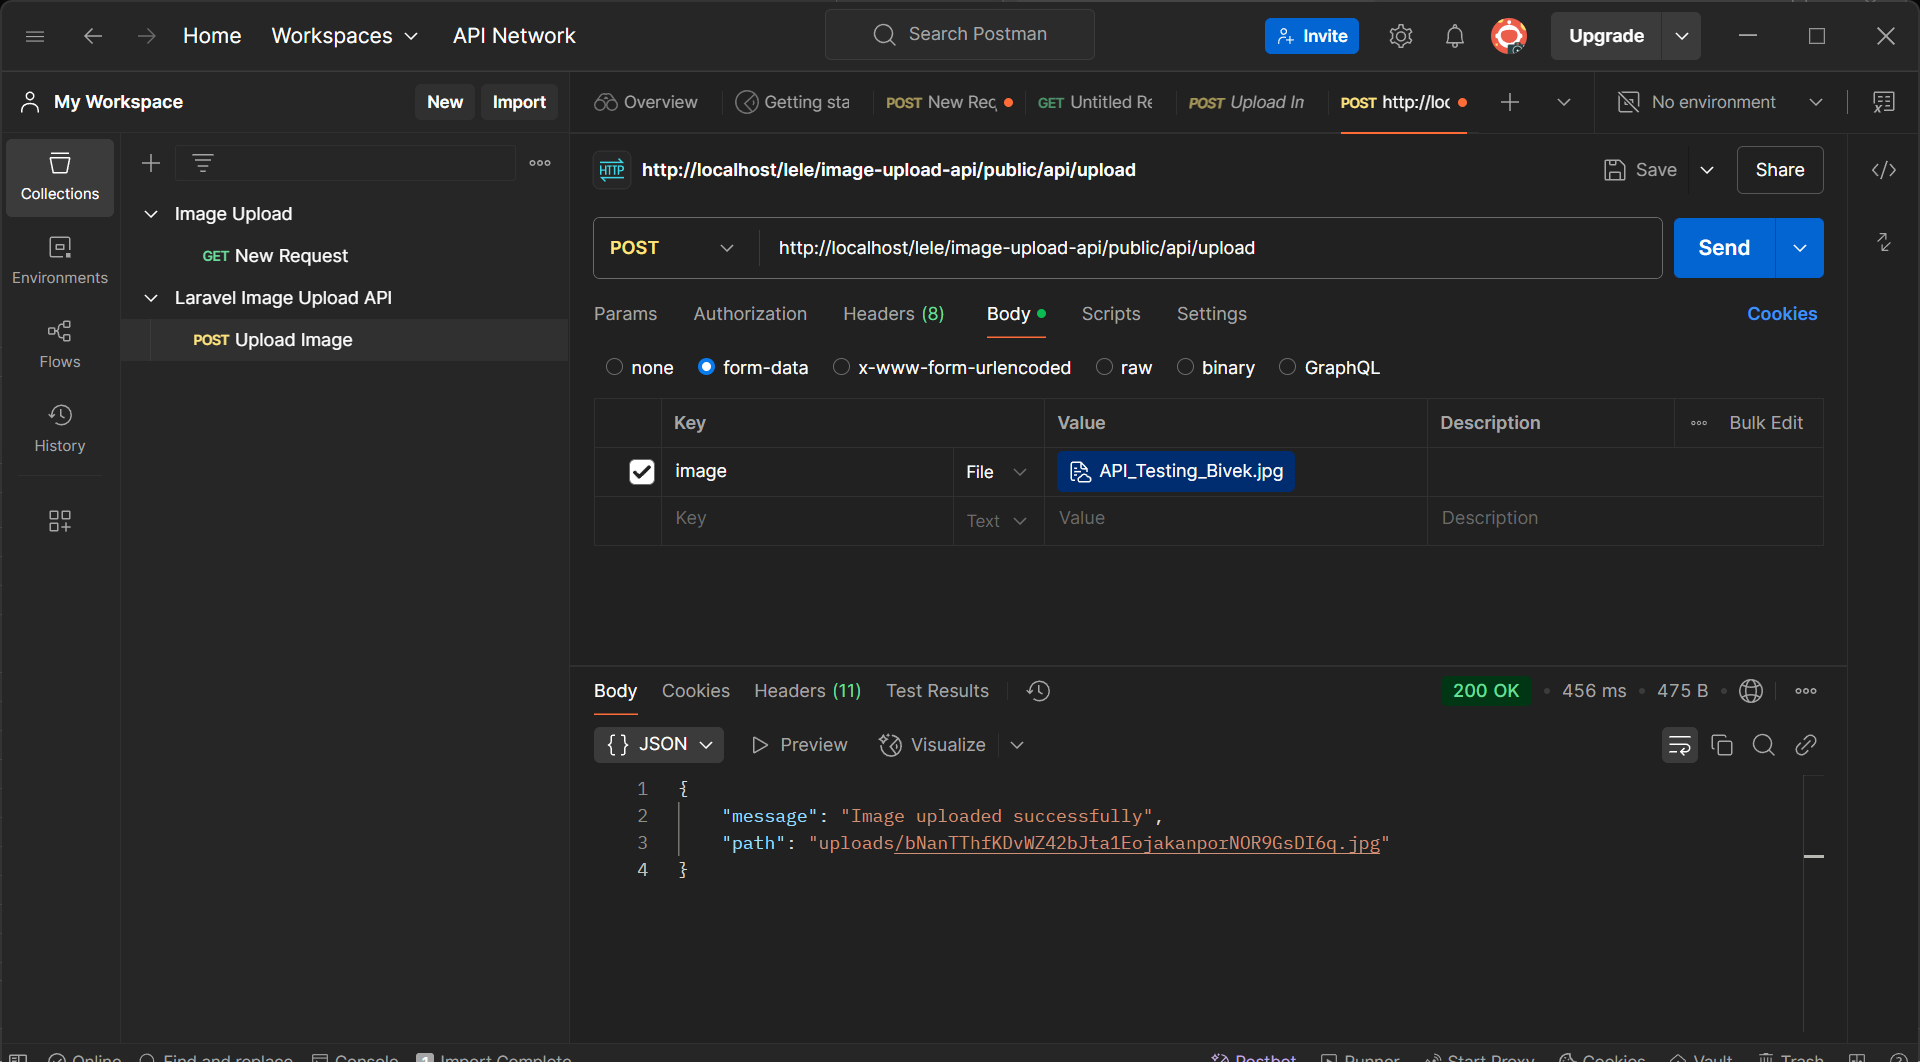 Home Workspaces API Network Search Postman Invite Upgrade
My Workspace New Import
Overview Getting sta POST New Rec GET Untitled Re POST Upload In POST http://loc No environment
Collections
Environments
Flows
History
Image Upload
GET New Request
Laravel Image Upload API
POST Upload Image
HTTP http://localhost/lele/image-upload-api/public/api/upload Save Share
POST http://localhost/lele/image-upload-api/public/api/upload Send
Params Authorization Headers (8) Body Scripts Settings Cookies
none form-data x-www-form-urlencoded raw binary GraphQL
Key Value Description Bulk Edit
image File API_Testing_Bivek.jpg
Key Text Value Description
Body Cookies Headers (11) Test Results 200 OK 456 ms 475 B
{} JSON Preview Visualize
1 {
2 "message": "Image uploaded successfully",
3 "path": "uploads/bNanTThfKDvWZ42bJta1EojakanporNOR9GsDI6q.jpg"
4 }
Online Find and replace Console 1 Import Complete Postbot Runner Start Proxy Cookies Vault Trash